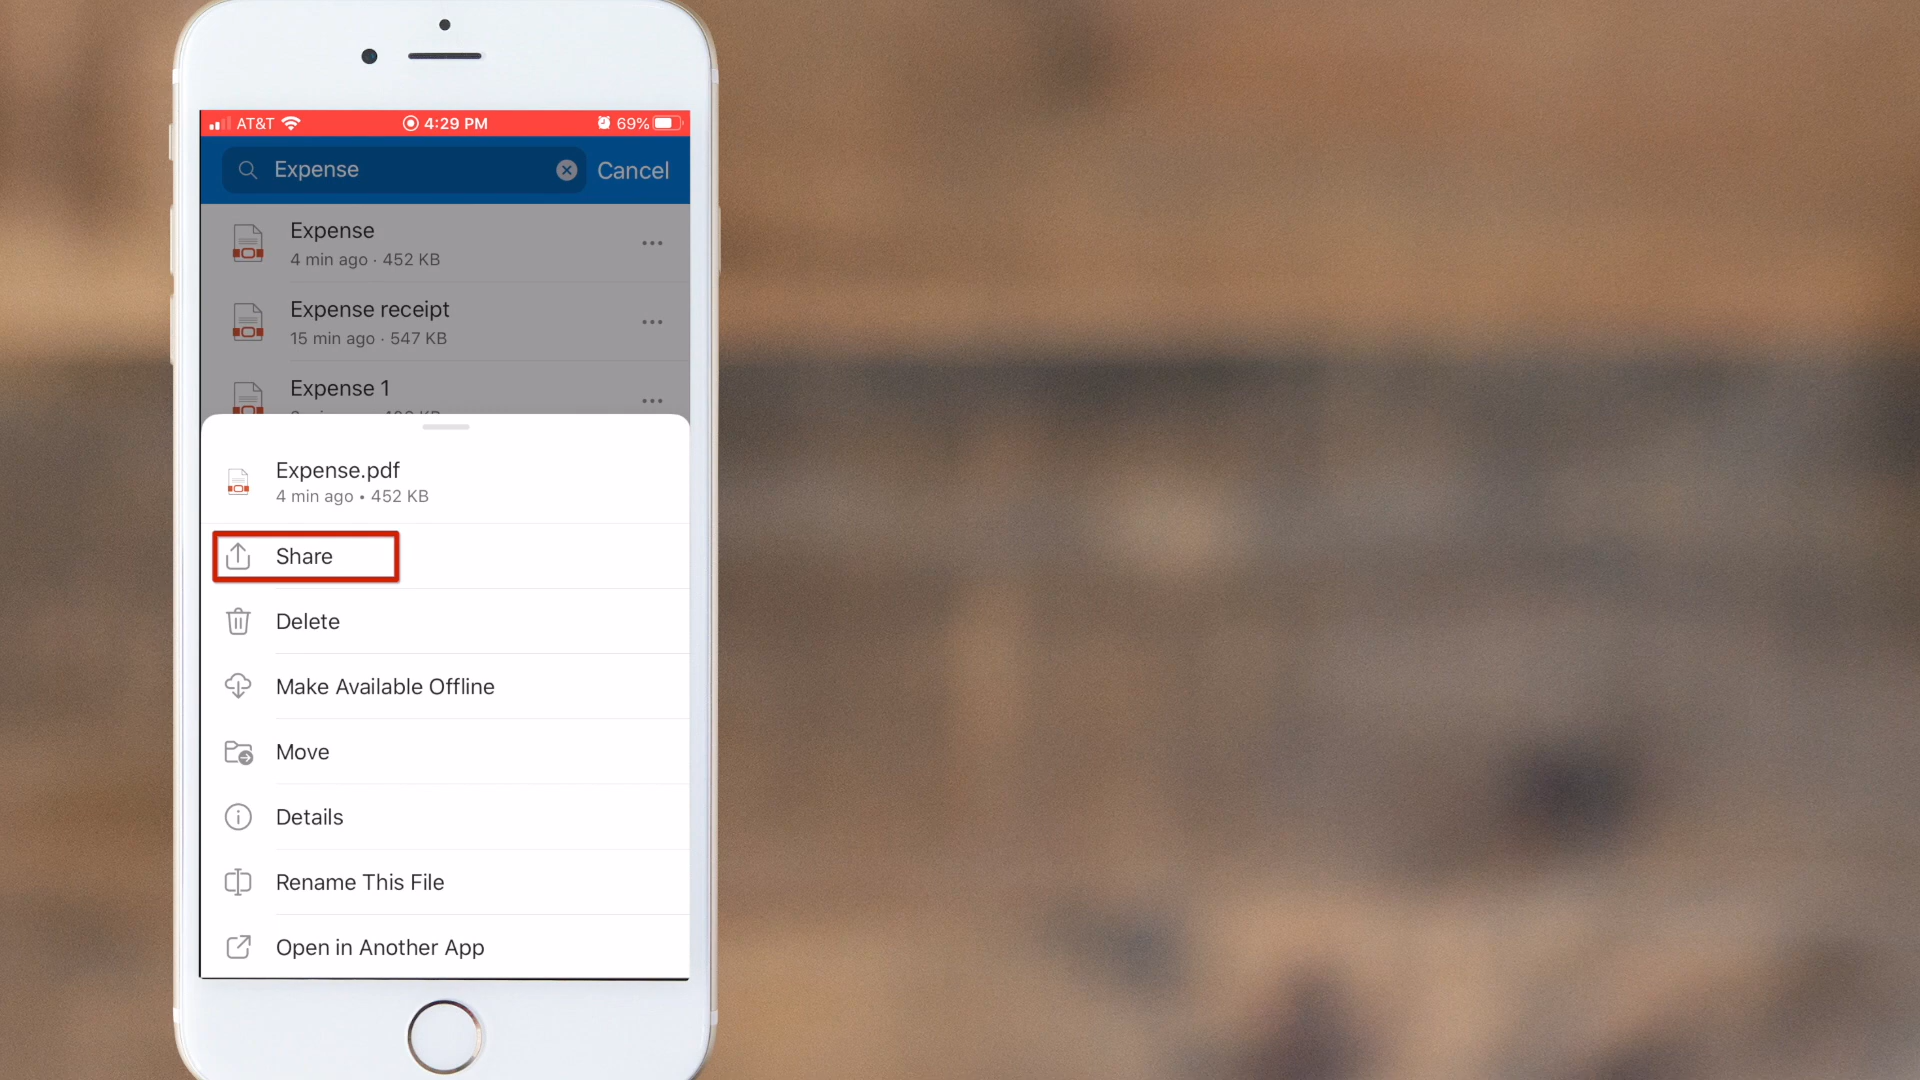 AT&T 4:29 PM 69%
Expense Cancel
Expense
4 min ago · 452 KB
Expense receipt
15 min ago · 547 KB
Expense 1
Expense.pdf
4 min ago • 452 KB
Share
Delete
Make Available Offline
Move
Details
Rename This File
Open in Another App